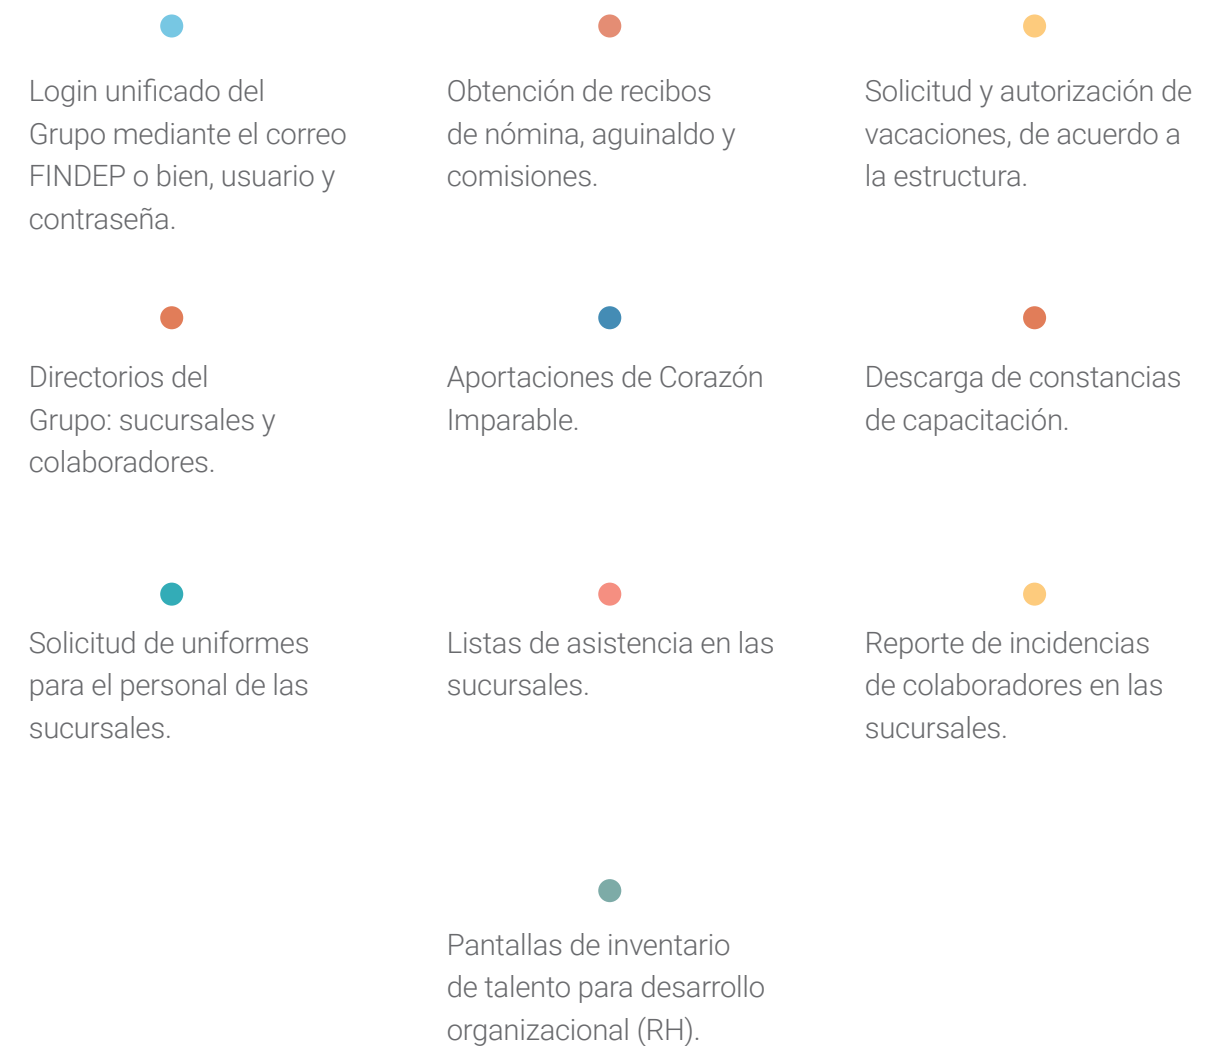 Login unificado del
Grupo mediante el correo
FINDEP o bien, usuario y
contraseña.
Obtención de recibos
de nómina, aguinaldo y
comisiones.
Solicitud y autorización de
vacaciones, de acuerdo a
la estructura.
Directorios del
Grupo: sucursales y
colaboradores.
Aportaciones de Corazón
Imparable.
Descarga de constancias
de capacitación.
Solicitud de uniformes
para el personal de las
sucursales.
Listas de asistencia en las
sucursales.
Reporte de incidencias
de colaboradores en las
sucursales.
Pantallas de inventario
de talento para desarrollo
organizacional (RH).